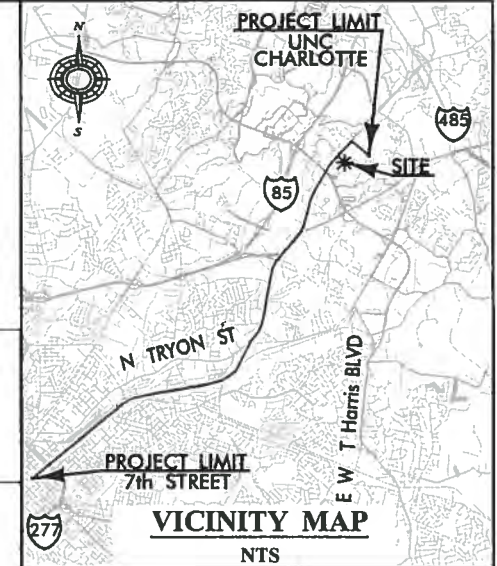 PROJECT LIMIT
UNC
CHARLOTTE
N
S
485
SITE
85
N TRYON ST
E W T Harris BLVD
PROJECT LIMIT
7th STREET
277
VICINITY MAP
NTS